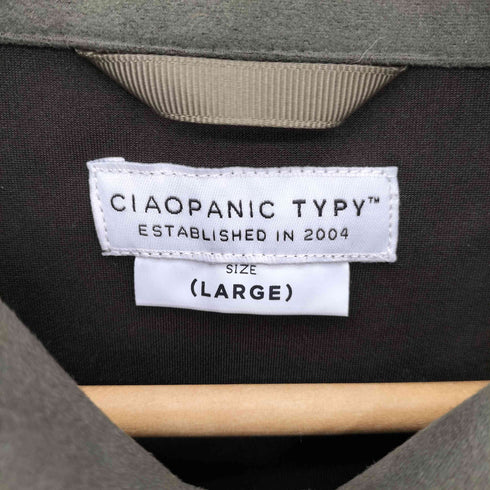 CIAOPANIC TYPY™
ESTABLISHED IN 2004
SIZE
(LARGE)